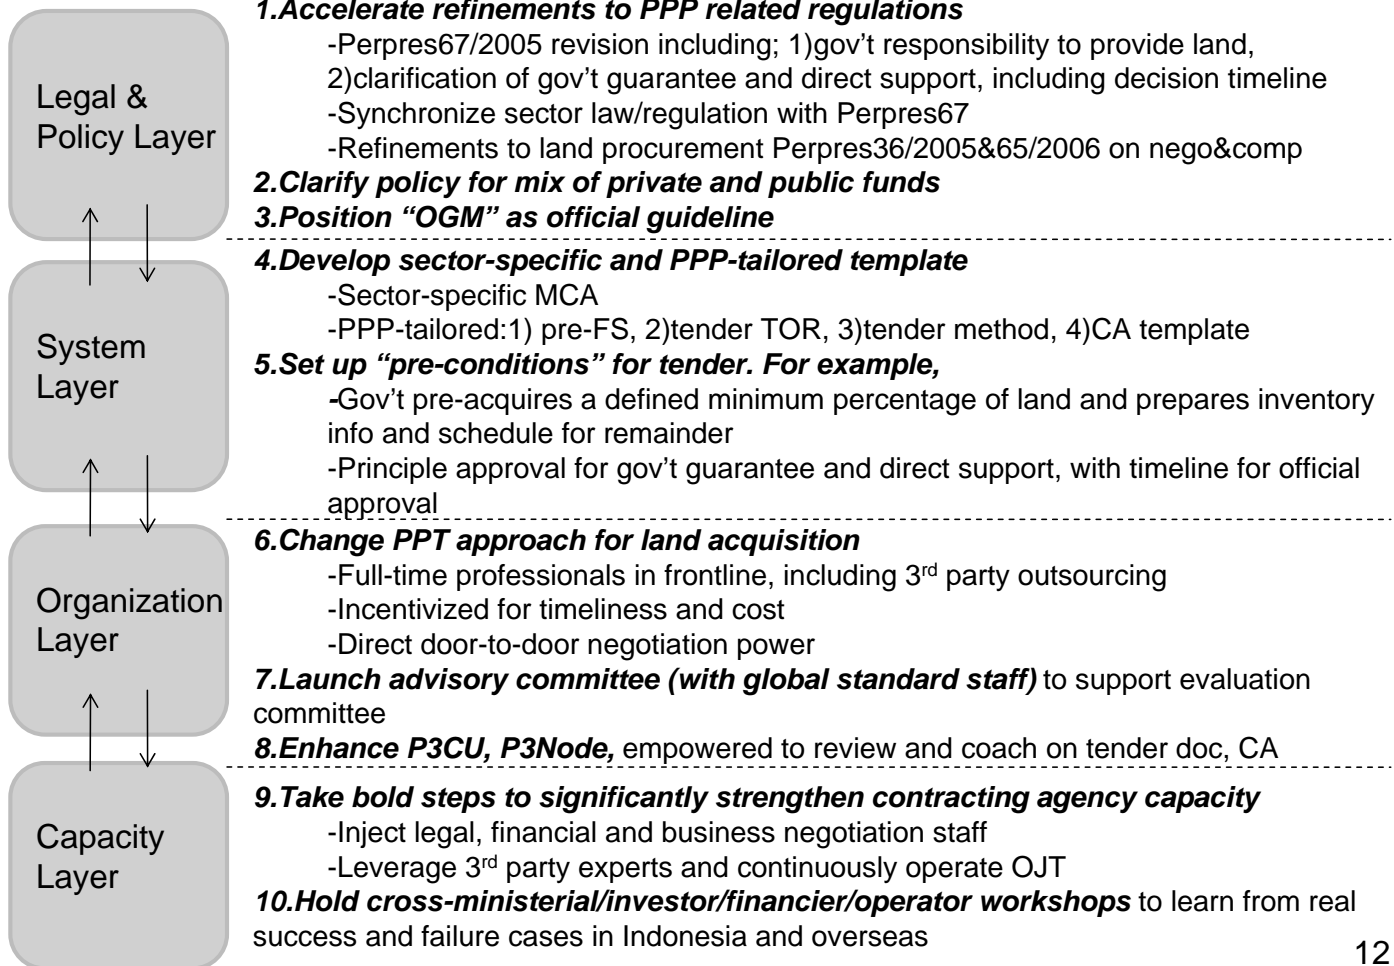 1.Accelerate refinements to PPP related regulations
-Perpres67/2005 revision including; 1)gov't responsibility to provide land,
2)clarification of gov't guarantee and direct support, including decision timeline
-Synchronize sector law/regulation with Perpres67
-Refinements to land procurement Perpres36/2005&65/2006 on nego&comp
2.Clarify policy for mix of private and public funds
3.Position “OGM” as official guideline
Legal &
Policy Layer
4.Develop sector-specific and PPP-tailored template
-Sector-specific MCA
-PPP-tailored:1) pre-FS, 2)tender TOR, 3)tender method, 4)CA template
5.Set up “pre-conditions” for tender. For example,
-Gov't pre-acquires a defined minimum percentage of land and prepares inventory
info and schedule for remainder
-Principle approval for gov't guarantee and direct support, with timeline for official
approval
System
Layer
6.Change PPT approach for land acquisition
-Full-time professionals in frontline, including 3rd party outsourcing
-Incentivized for timeliness and cost
-Direct door-to-door negotiation power
7.Launch advisory committee (with global standard staff) to support evaluation
committee
8.Enhance P3CU, P3Node, empowered to review and coach on tender doc, CA
Organization
Layer
9.Take bold steps to significantly strengthen contracting agency capacity
-Inject legal, financial and business negotiation staff
-Leverage 3rd party experts and continuously operate OJT
10.Hold cross-ministerial/investor/financier/operator workshops to learn from real
success and failure cases in Indonesia and overseas
Capacity
Layer
12